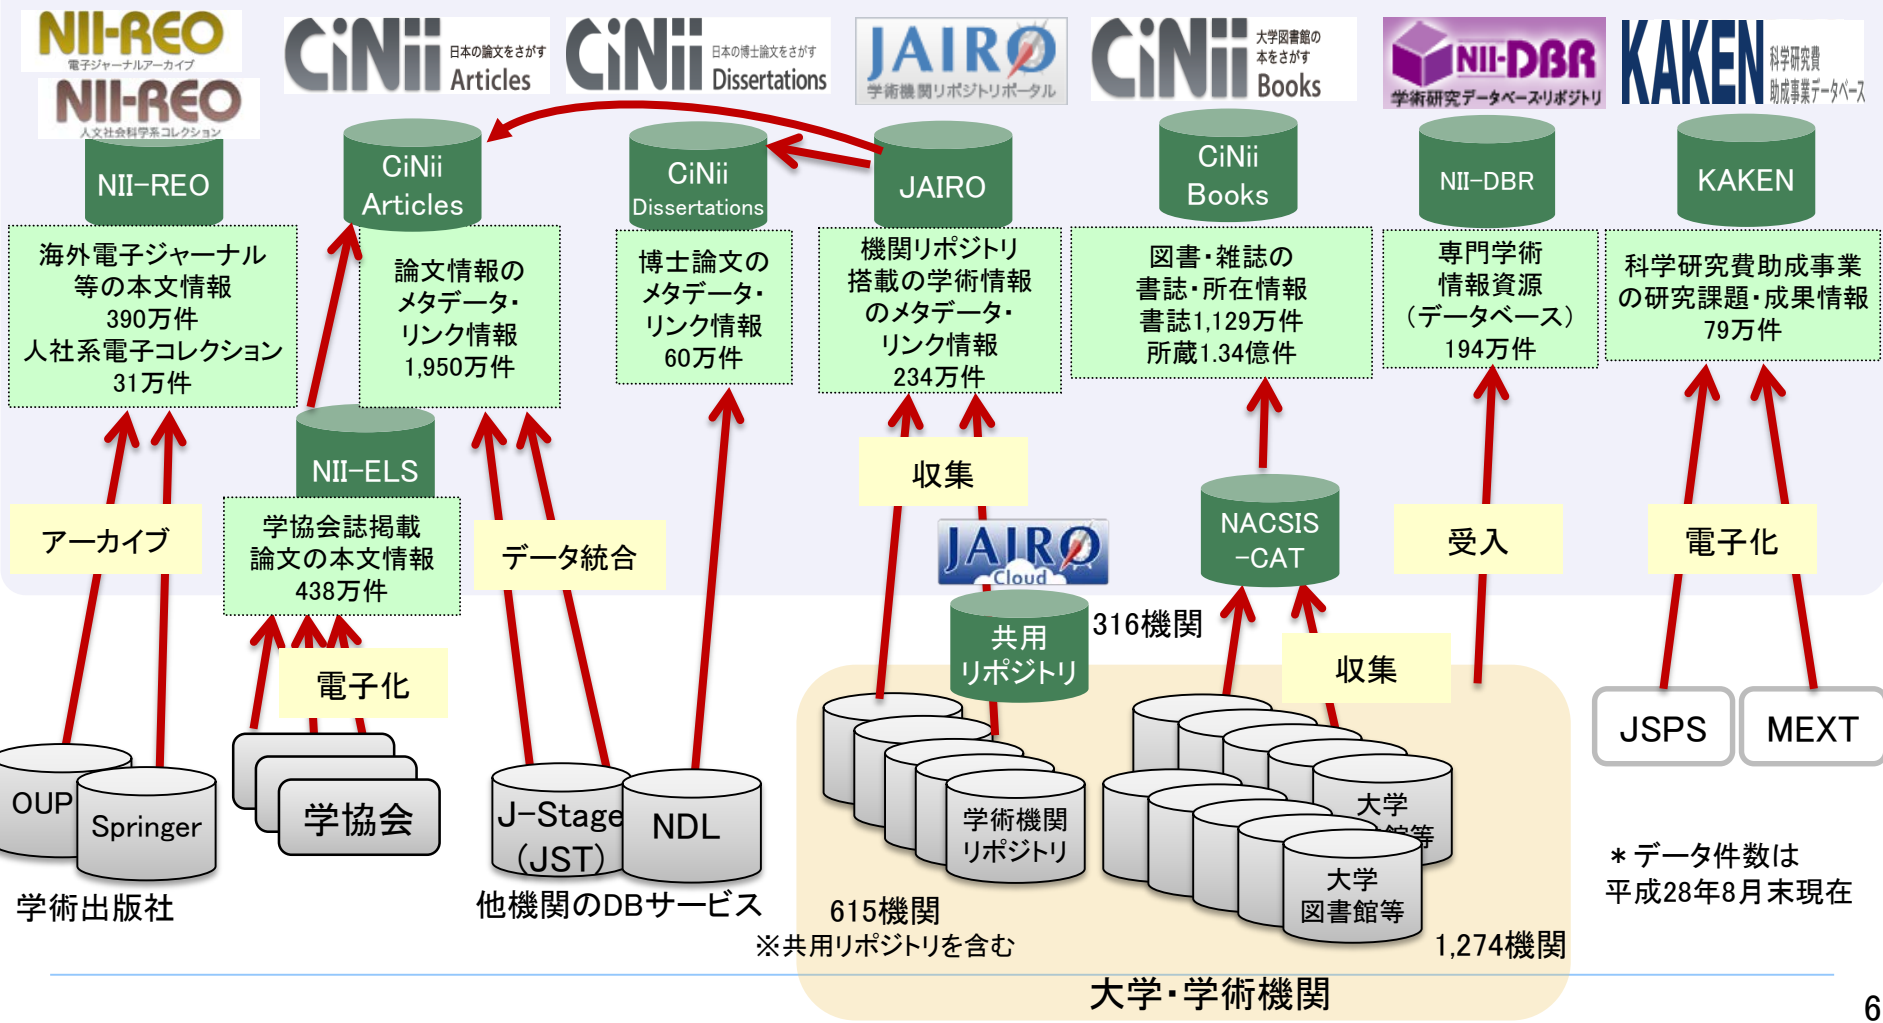 NII-REO
電子ジャーナルアーカイブ
NII-REO
人文社会科学系コレクション
CiNii
日本の論文をさがす
Articles
CiNii
日本の博士論文をさがす
Dissertations
JAIRO
学術機関リポジトリポータル
CiNii
大学図書館の
本をさがす
Books
NII-DBR
学術研究データベース・リポジトリ
KAKEN
科学研究費
助成事業データベース
NII-REO
CiNii
Articles
CiNii
Dissertations
JAIRO
CiNii
Books
NII-DBR
KAKEN
海外電子ジャーナル
等の本文情報
390万件
人社系電子コレクション
31万件
論文情報の
メタデータ・
リンク情報
1,950万件
博士論文の
メタデータ・
リンク情報
60万件
機関リポジトリ
搭載の学術情報
のメタデータ・
リンク情報
234万件
図書・雑誌の
書誌・所在情報
書誌1,129万件
所蔵1.34億件
専門学術
情報資源
（データベース）
194万件
科学研究費助成事業
の研究課題・成果情報
79万件
NII-ELS
学協会誌掲載
論文の本文情報
438万件
アーカイブ
データ統合
収集
JAIRO
Cloud
NACSIS
-CAT
受入
電子化
共用
リポジトリ
316機関
電子化
収集
OUP
Springer
学術出版社
学協会
J-Stage
（JST）
NDL
他機関のDBサービス
学術機関
リポジトリ
615機関
※共用リポジトリを含む
大学
館等
大学
図書館等
1,274機関
大学・学術機関
JSPS
MEXT
＊データ件数は
平成28年8月末現在
6